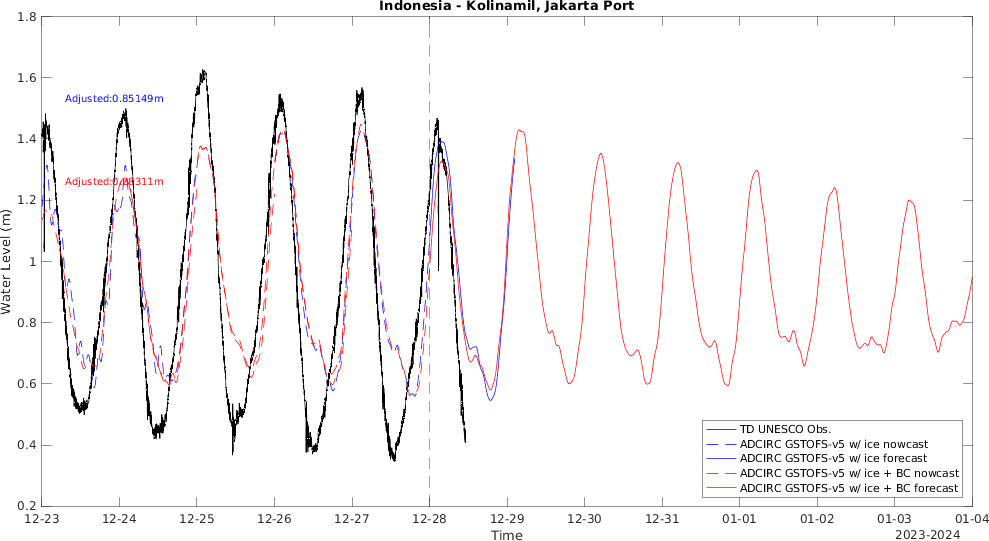 Indonesia - Kolinamil, Jakarta Port
1.8
1.6
1.4
1.2
1
0.8
0.6
0.4
0.2
Water Level (m)
Adjusted:0.85149m
Adjusted:0.89311m
TD UNESCO Obs.
ADCIRC GSTOFS-v5 w/ ice nowcast
ADCIRC GSTOFS-v5 w/ ice forecast
ADCIRC GSTOFS-v5 w/ ice + BC nowcast
ADCIRC GSTOFS-v5 w/ ice + BC forecast
12-23 12-24 12-25 12-26 12-27 12-28 12-29 12-30 12-31 01-01 01-02 01-03 01-04
Time
2023-2024